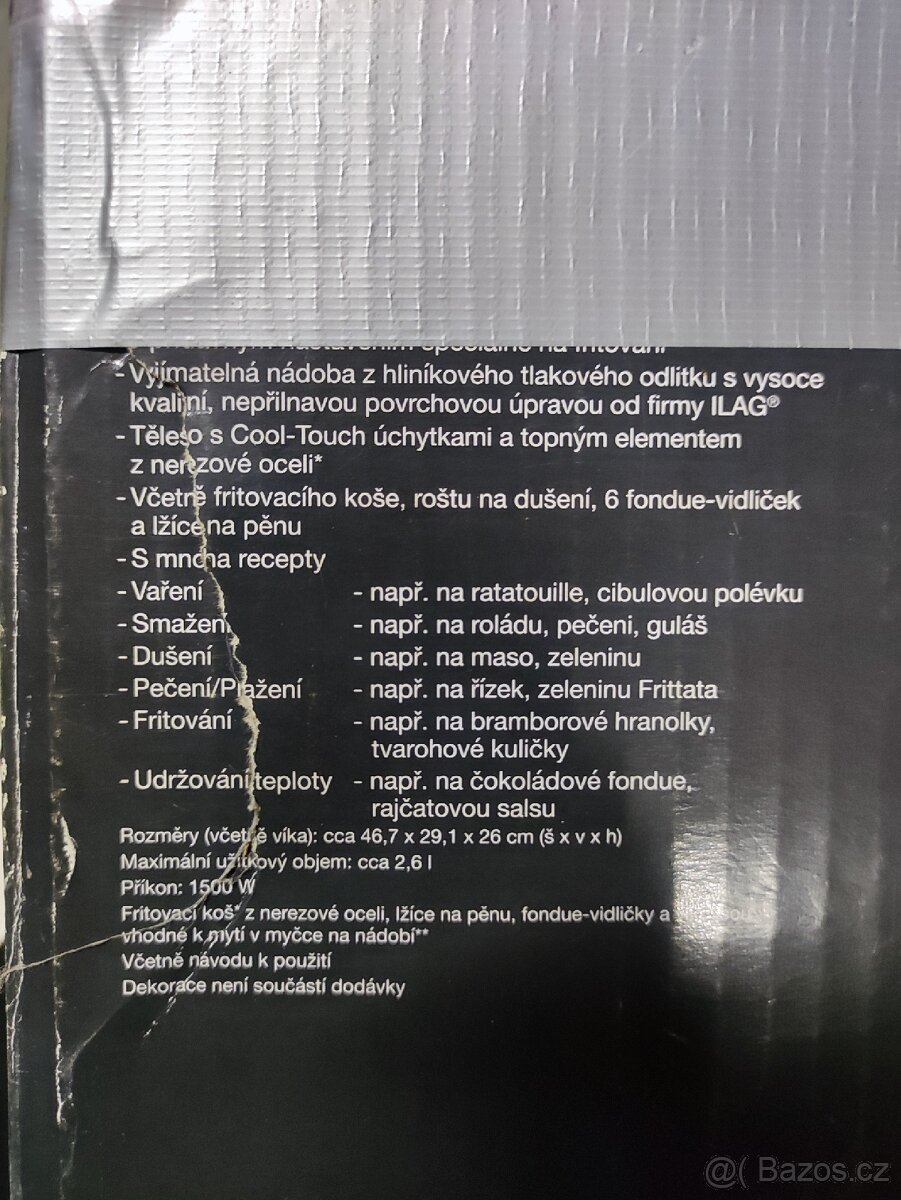 speciálně na fritování
- Vyjímatelná nádoba z hliníkového tlakového odlitku s vysoce
kvalitní, nepřilnavou povrchovou úpravou od firmy ILAG®
- Těleso s Cool-Touch úchytkami a topným elementem
z nerezové oceli*
- Včetně fritovacího koše, roštu na dušení, 6 fondue-vidliček
a lžíce na pěnu
- S mnoha recepty
- Vaření - např. na ratatouille, cibulovou polévku
- Smažení - např. na roládu, pečeni, guláš
- Dušení - např. na maso, zeleninu
- Pečení/Pražení - např. na řízek, zeleninu Frittata
- Fritování - např. na bramborové hranolky,
tvarohové kuličky
- Udržování teploty - např. na čokoládové fondue,
rajčatovou salsu
Rozměry (včetně víka): cca 46,7 x 29,1 x 26 cm (š x v x h)
Maximální užitkový objem: cca 2,6 l
Příkon: 1500 W
Fritovací koš* z nerezové oceli, lžíce na pěnu, fondue-vidličky a
vhodné k mytí v myčce na nádobí**
Včetně návodu k použití
Dekorace není součástí dodávky
@( Bazos.cz